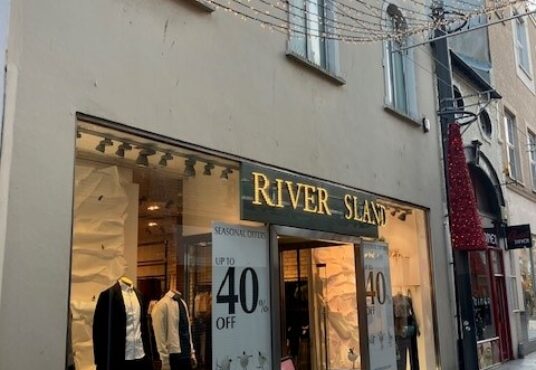 RIVER SLAND
SEASONAL OFFERS
UP TO
40%
OFF
40